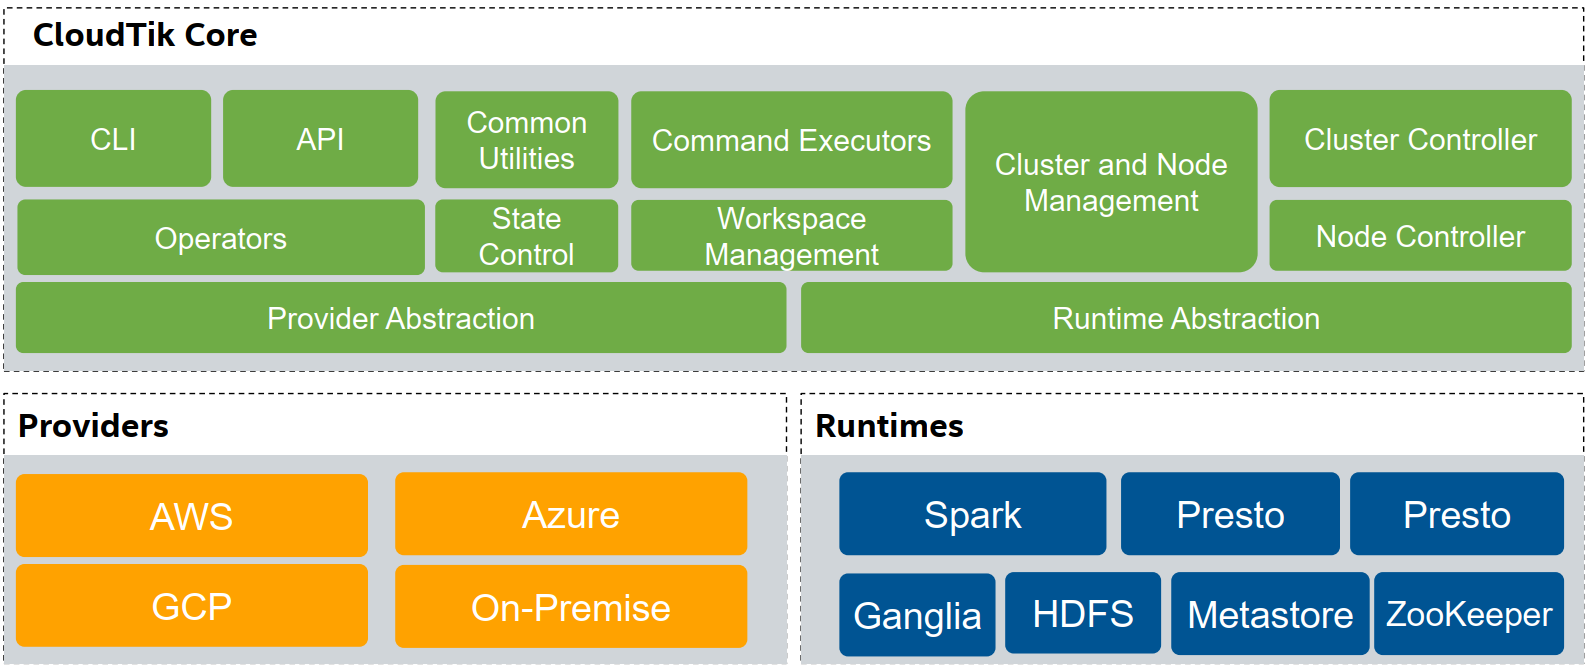 CloudTik Core
CLI
API
Common
Utilities
Command Executors
Cluster and Node
Management
Cluster Controller
Operators
State
Control
Workspace
Management
Node Controller
Provider Abstraction
Runtime Abstraction
Providers
AWS
Azure
GCP
On-Premise
Runtimes
Spark
Presto
Presto
Ganglia
HDFS
Metastore
ZooKeeper